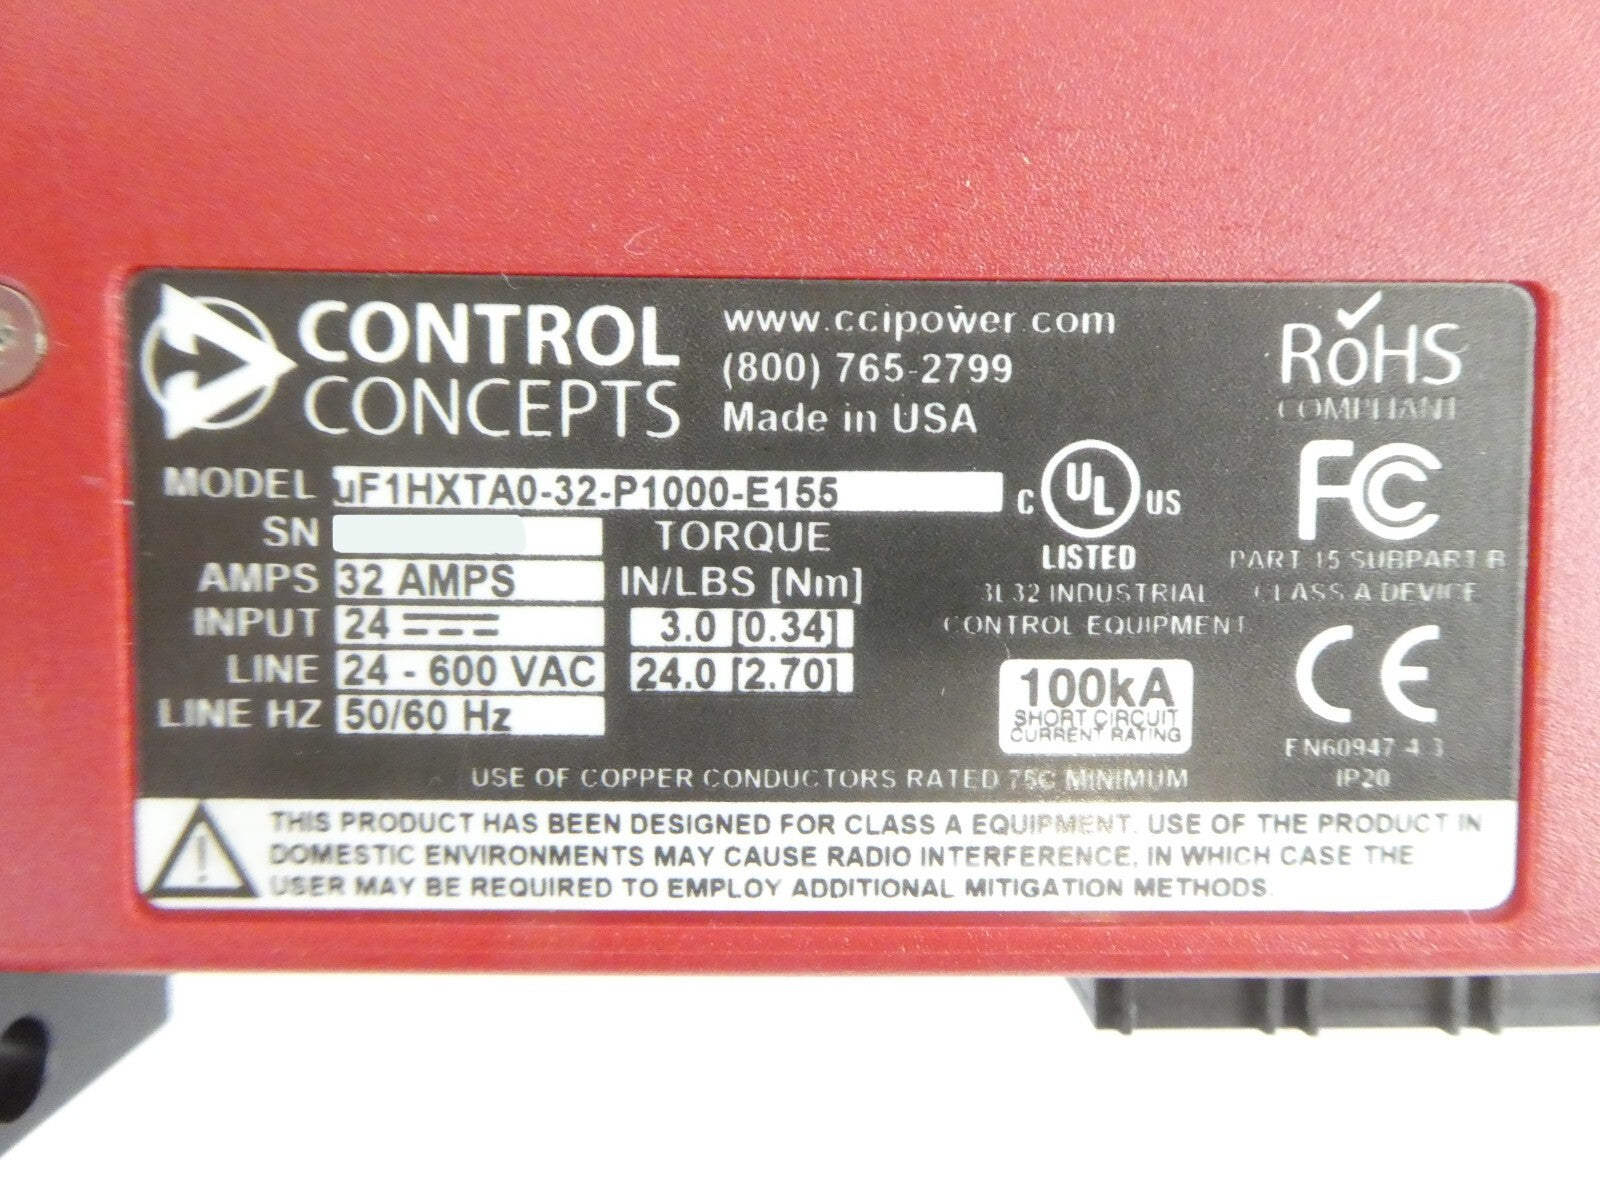 CONTROL
CONCEPTS
www.ccipower.com
(800) 765-2799
Made in USA
RoHS
COMPLIANT
MODEL uF1HXTA0-32-P1000-E155
SN
AMPS 32 AMPS
INPUT 24
LINE 24 - 600 VAC
LINE HZ 50/60 Hz
TORQUE
IN/LBS [Nm]
3.0 [0.34]
24.0 [2.70]
C UL US
LISTED
3L32 INDUSTRIAL
CONTROL EQUIPMENT
100kA
SHORT CIRCUIT
CURRENT RATING
FC
PART 15 SUBPART B
CLASS A DEVICE
CE
EN60947-4-3
IP20
USE OF COPPER CONDUCTORS RATED 75C MINIMUM
THIS PRODUCT HAS BEEN DESIGNED FOR CLASS A EQUIPMENT. USE OF THE PRODUCT IN
DOMESTIC ENVIRONMENTS MAY CAUSE RADIO INTERFERENCE, IN WHICH CASE THE
USER MAY BE REQUIRED TO EMPLOY ADDITIONAL MITIGATION METHODS.